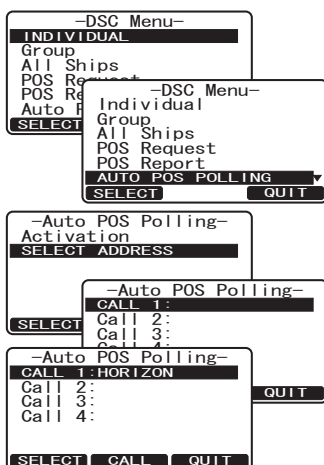 -DSC Menu-
INDIVIDUAL
Group
All Ships
POS Request
POS Re
Auto
SELECT
-DSC Menu-
Individual
Group
All Ships
POS Request
POS Report
AUTO POS POLLING
SELECT QUIT
-Auto POS Polling-
Activation
SELECT ADDRESS
SELECT
-Auto POS Polling-
CALL 1:
Call 2:
Call 3:
QUIT
-Auto POS Polling-
CALL 1:HORIZON
Call 2:
Call 3:
Call 4:
SELECT CALL QUIT